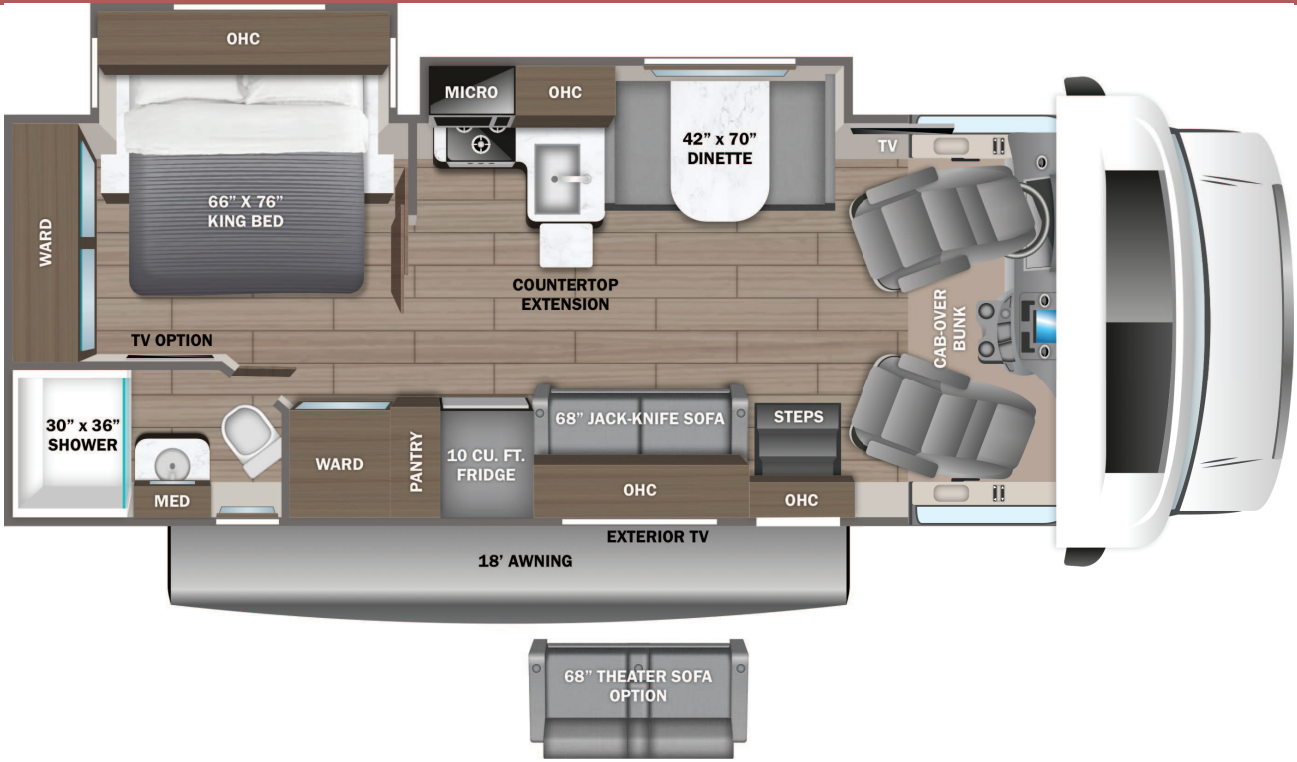 OHC
MICRO
OHC
42” x 70”
DINETTE
TV
66” X 76”
KING BED
WARD
COUNTERTOP
EXTENSION
CAB-OVER
BUNK
TV OPTION
30” x 36”
SHOWER
MED
WARD
PANTRY
10 CU. FT.
FRIDGE
68” JACK-KNIFE SOFA
OHC
STEPS
OHC
EXTERIOR TV
18’ AWNING
68” THEATER SOFA
OPTION